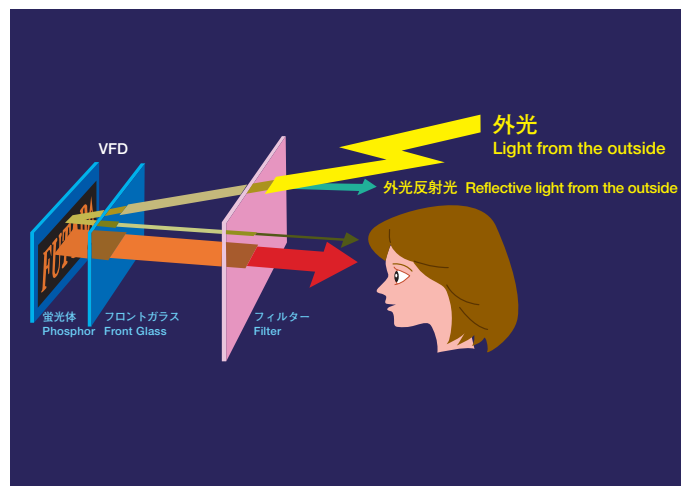 外光
Light from the outside
VFD
外光反射光 Reflective light from the outside
蛍光体
Phosphor
フロントガラス
Front Glass
フィルター
Filter